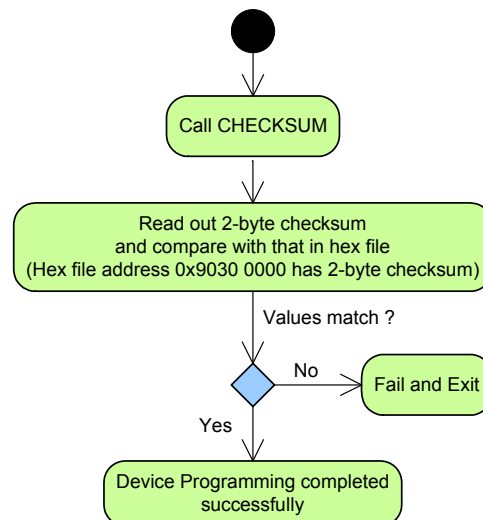 Call CHECKSUM
Read out 2-byte checksum
and compare with that in hex file
(Hex file address 0x9030 0000 has 2-byte checksum)
Values match ?
No
Fail and Exit
Yes
Device Programming completed
successfully